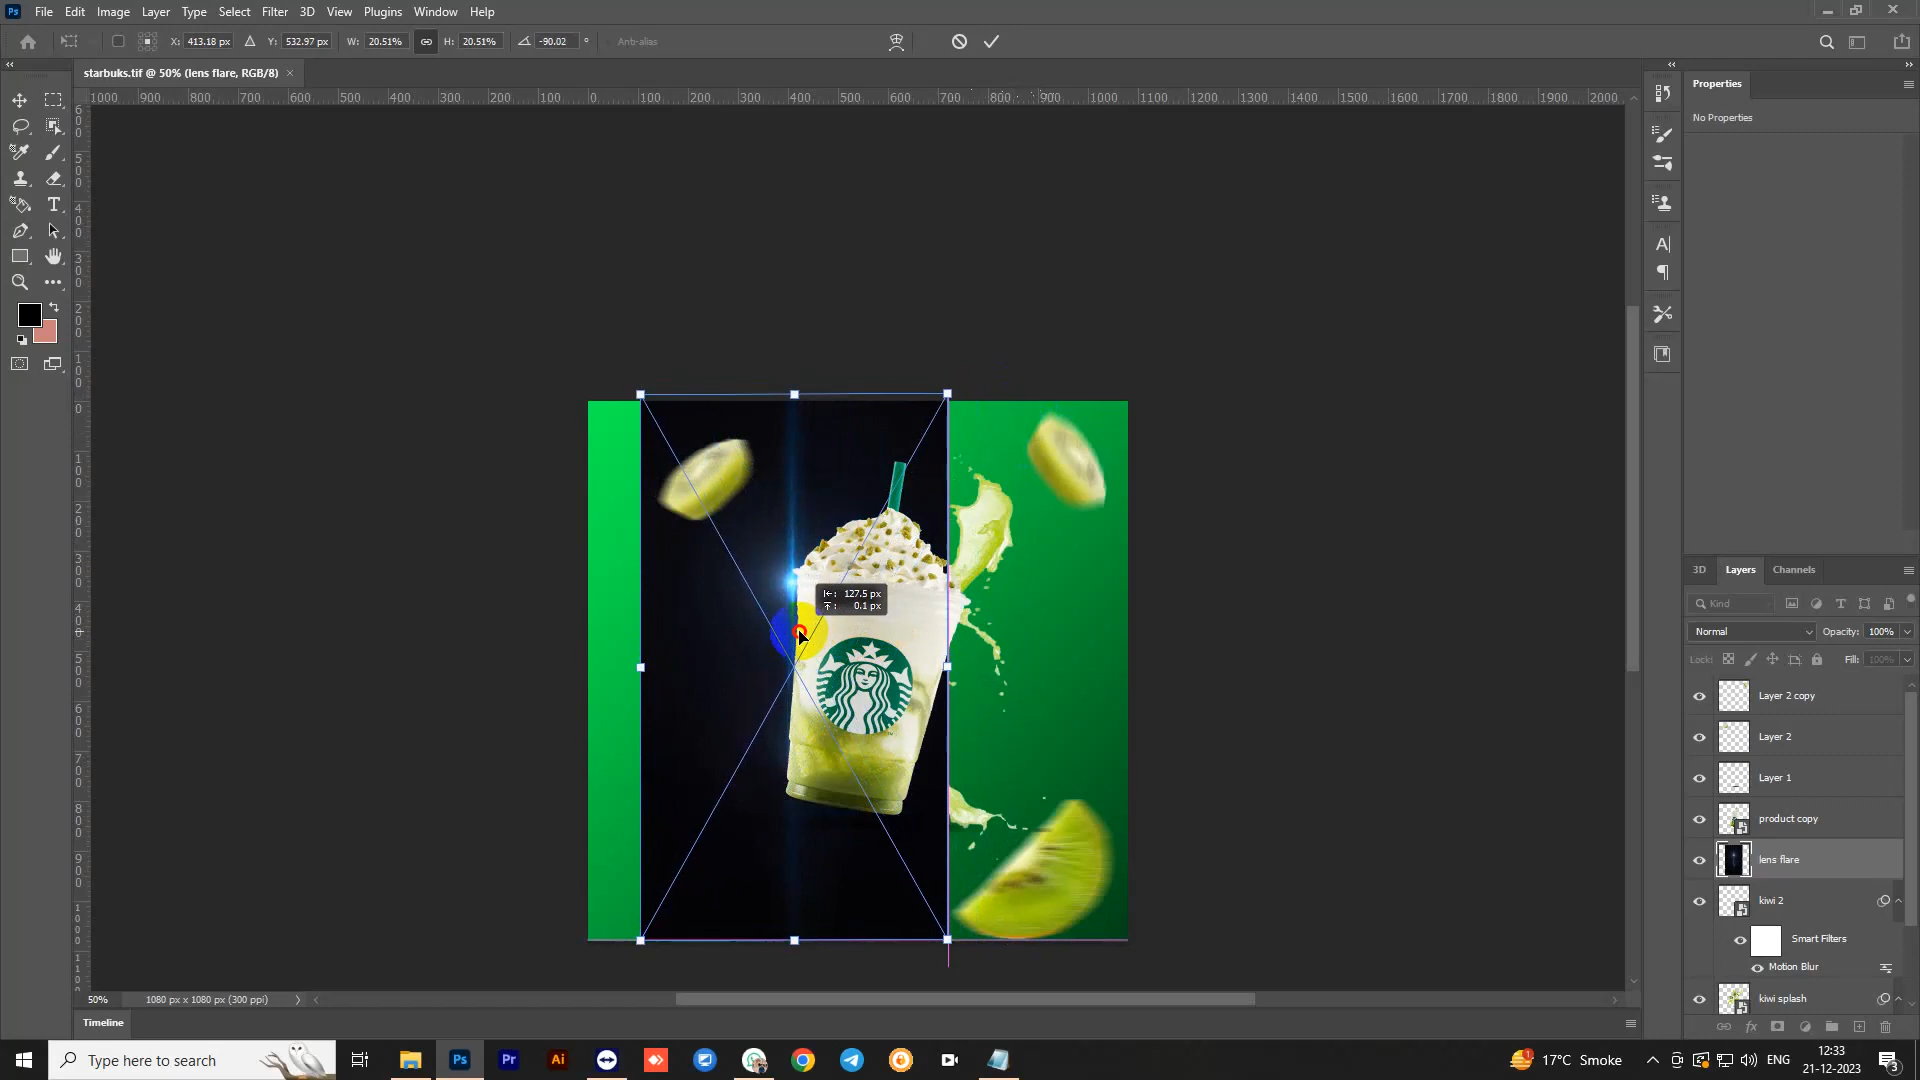 Ps File Edit Image Layer Type Select Filter 3D View Plugins Window Help
X: 413.18 px Y: 532.97 px W: 20.51% H: 20.51% -90.02 ° Anti-alias
starbuks.tif @ 50% (lens flare, RGB/8) ×
1000 900 800 700 600 500 400 300 200 100 0 100 200 300 400 500 600 700 800 900 1000 1100 1200 1300 1400 1500 1600 1700 1800 1900 2000
Properties
No Properties
127.5 px
0.1 px
3D Layers Channels
Kind
Normal Opacity: 100%
Lock: Fill: 100%
Layer 2 copy
Layer 2
Layer 1
product copy
lens flare
kiwi 2
Smart Filters
Motion Blur
kiwi splash
50% 1080 px x 1080 px (300 ppi)
Timeline
Type here to search
Ps Pr Ai
17°C Smoke
ENG
12:33
21-12-2023
3